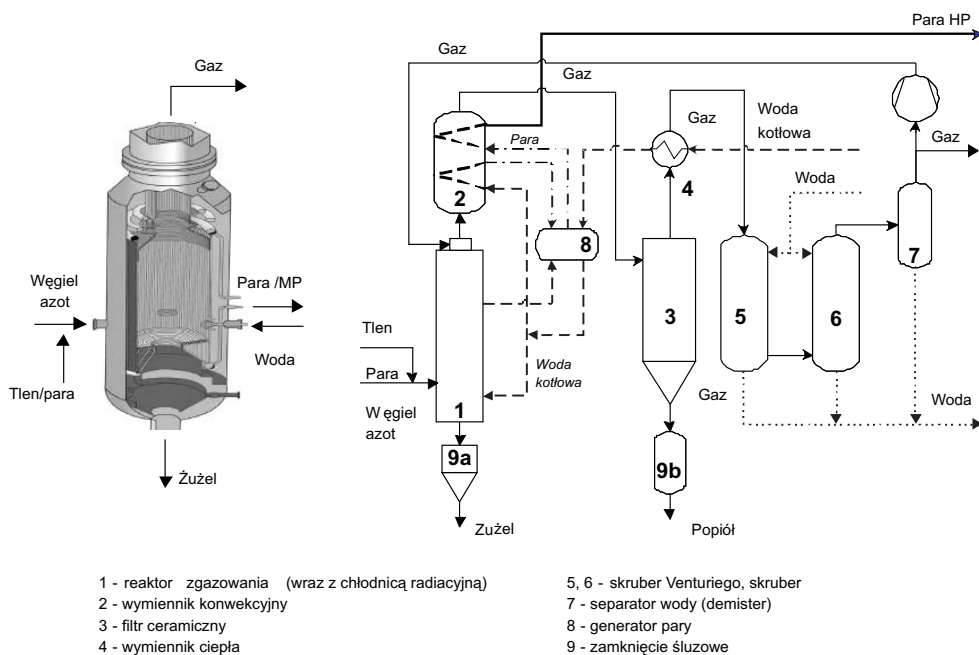 Gaz
Węgiel
azot
Tlen/para
Para /MP
Woda
Żużel
Para HP
Gaz
Gaz
Para
2
Gaz
Woda
kotłowa
4
Woda
Gaz
8
7
3
5
6
Tlen
Para
Woda
kotłowa
W ęgiel
azot
1
Gaz
Woda
9a
9b
Zużel
Popiół
1 - reaktor zgazowania (wraz z chłodnicą radiacyjną)
2 - wymiennik konwekcyjny
3 - filtr ceramiczny
4 - wymiennik ciepła
5, 6 - skruber Venturiego, skruber
7 - separator wody (demister)
8 - generator pary
9 - zamknięcie śluzowe